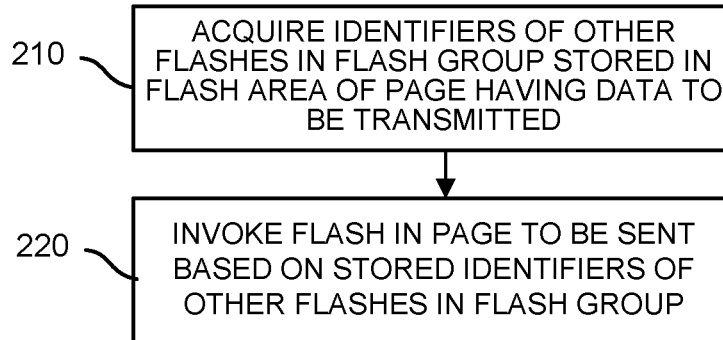 210
ACQUIRE IDENTIFIERS OF OTHER
FLASHES IN FLASH GROUP STORED IN
FLASH AREA OF PAGE HAVING DATA TO
BE TRANSMITTED
220
INVOKE FLASH IN PAGE TO BE SENT
BASED ON STORED IDENTIFIERS OF
OTHER FLASHES IN FLASH GROUP